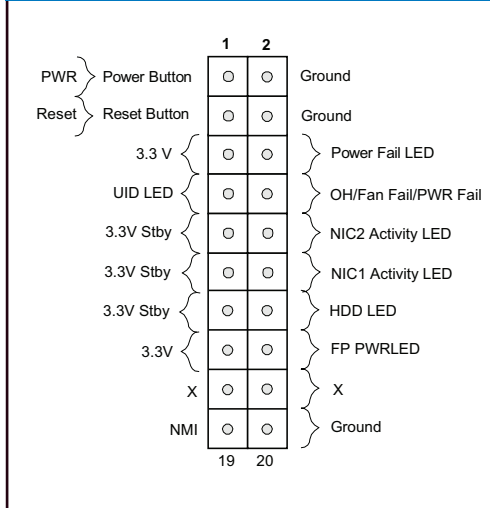 1 2
PWR Power Button Ground
Reset Reset Button Ground
3.3 V Power Fail LED
UID LED OH/Fan Fail/PWR Fail
3.3V Stby NIC2 Activity LED
3.3V Stby NIC1 Activity LED
3.3V Stby HDD LED
3.3V FP PWRLED
X X
NMI Ground
19 20